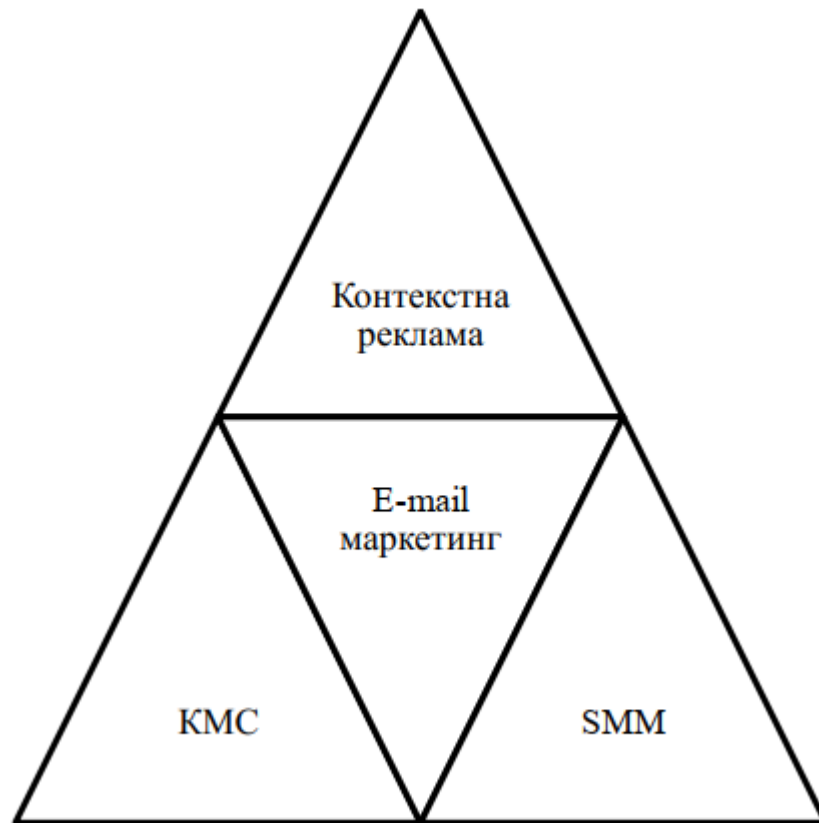 Контекстна
реклама
E-mail
маркетинг
КМС
SMM